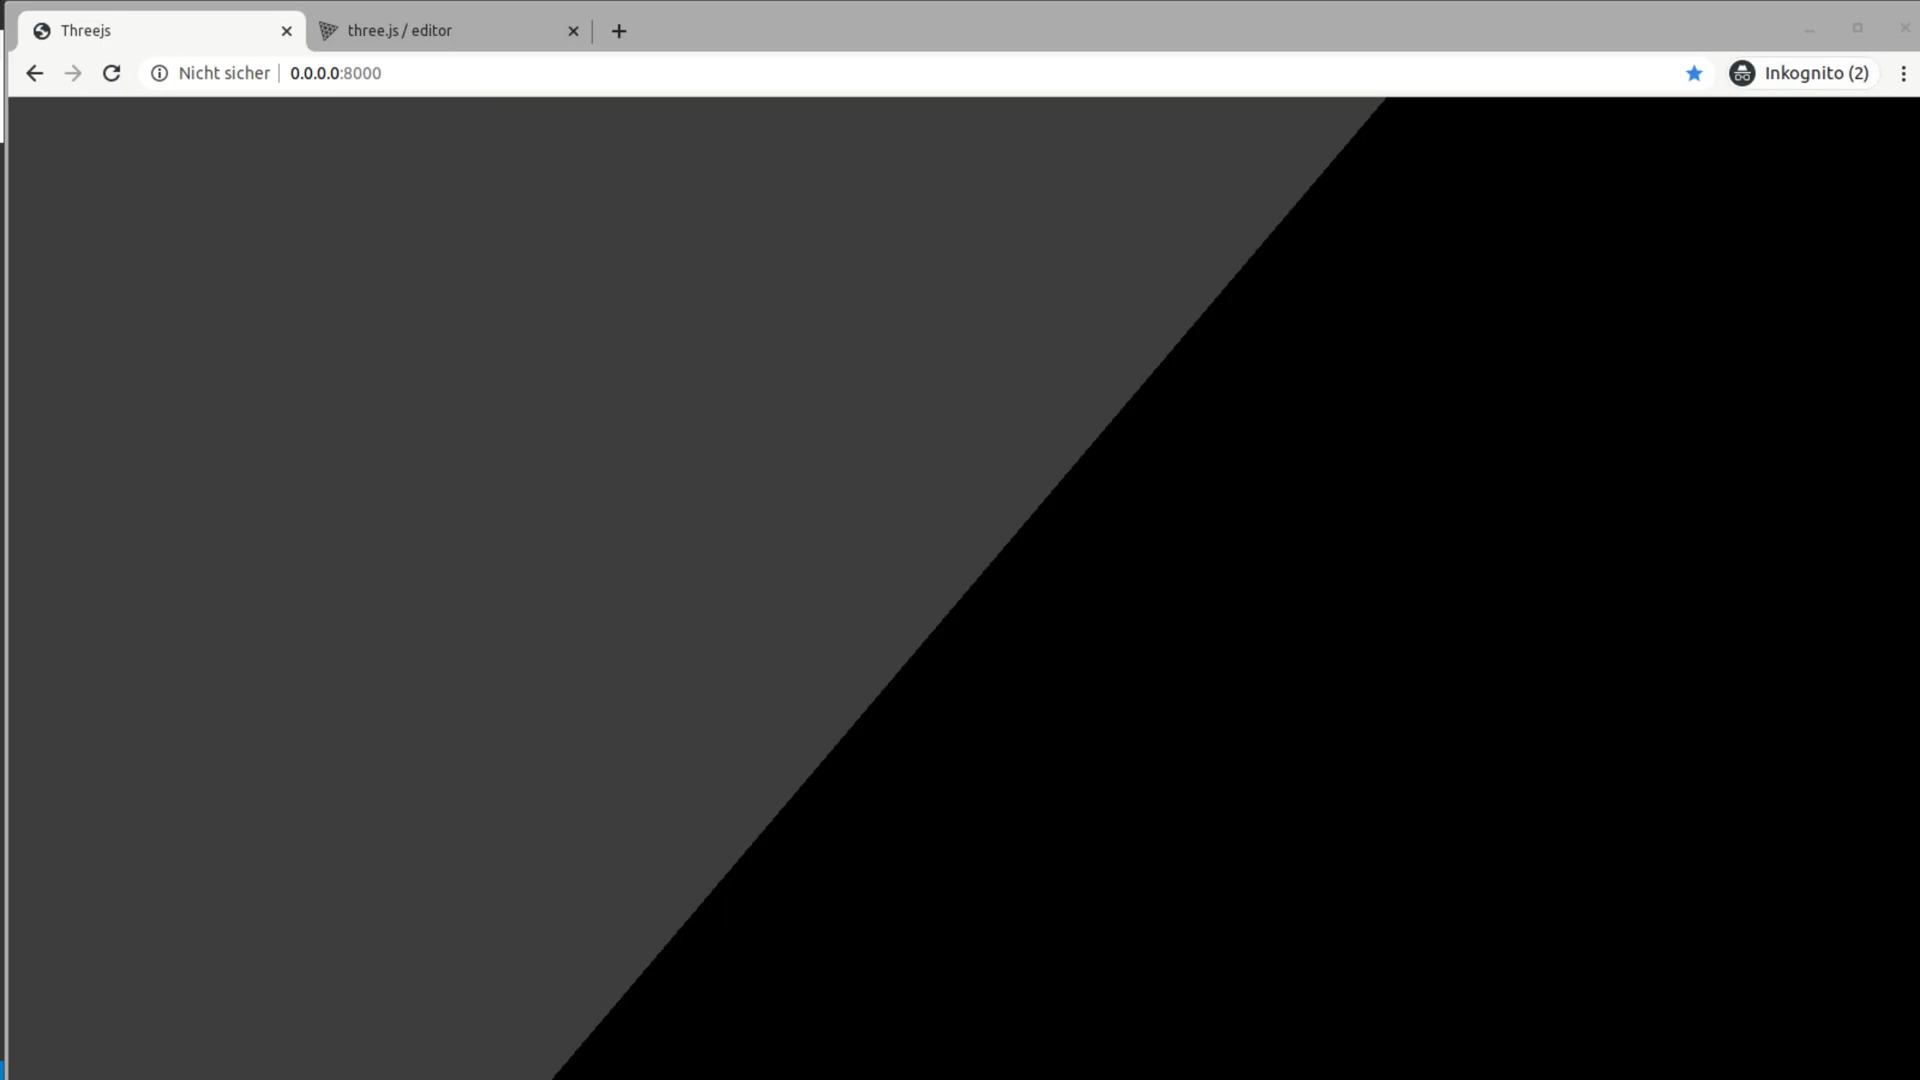 Threejs
three.js / editor
Nicht sicher 0.0.0.0:8000
Inkognito (2)